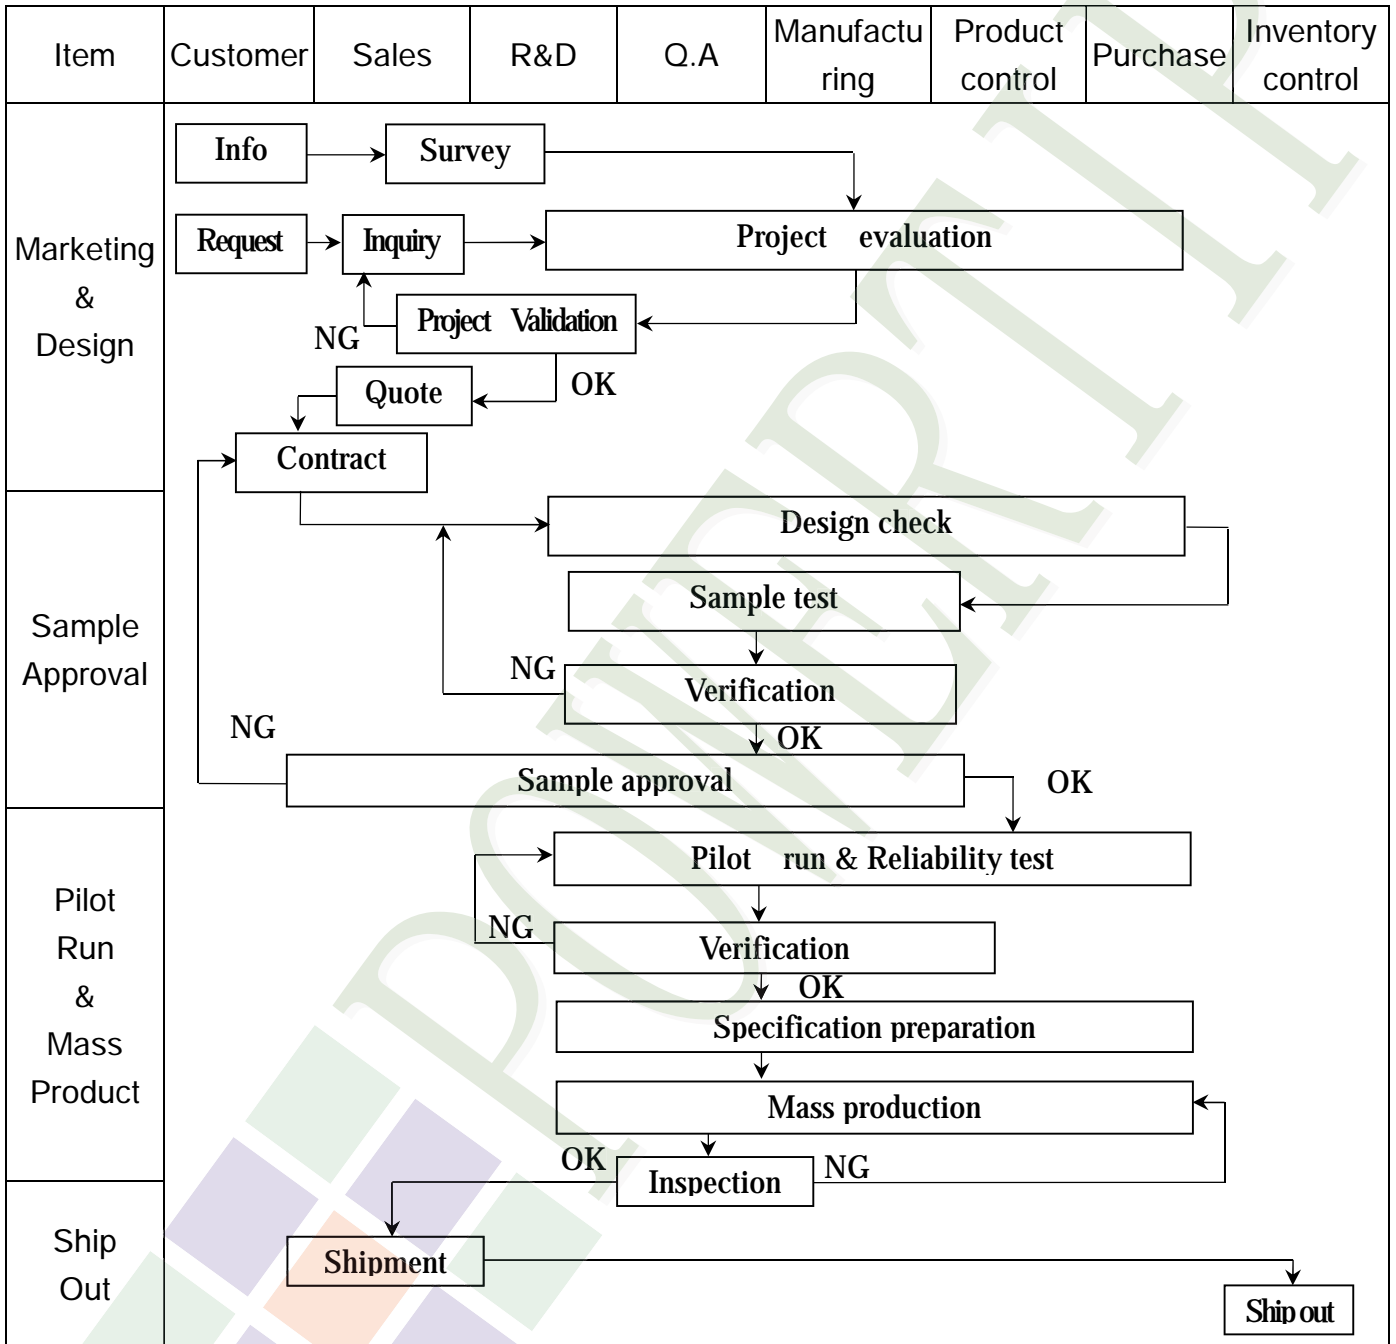 Item
Customer
Sales
R&D
Q.A
Manufactu
ring
Product
control
Purchase
Inventory
control
Marketing
&
Design
Info
Survey
Request
Inquiry
Project evaluation
NG
Project Validation
OK
Quote
Contract
Sample
Approval
Design check
Sample test
NG
Verification
OK
NG
Sample approval
OK
Pilot
Run
&
Mass
Product
Pilot run & Reliability test
NG
Verification
OK
Specification preparation
Mass production
OK
Inspection
NG
Ship
Out
Shipment
Ship out
POWERTIP